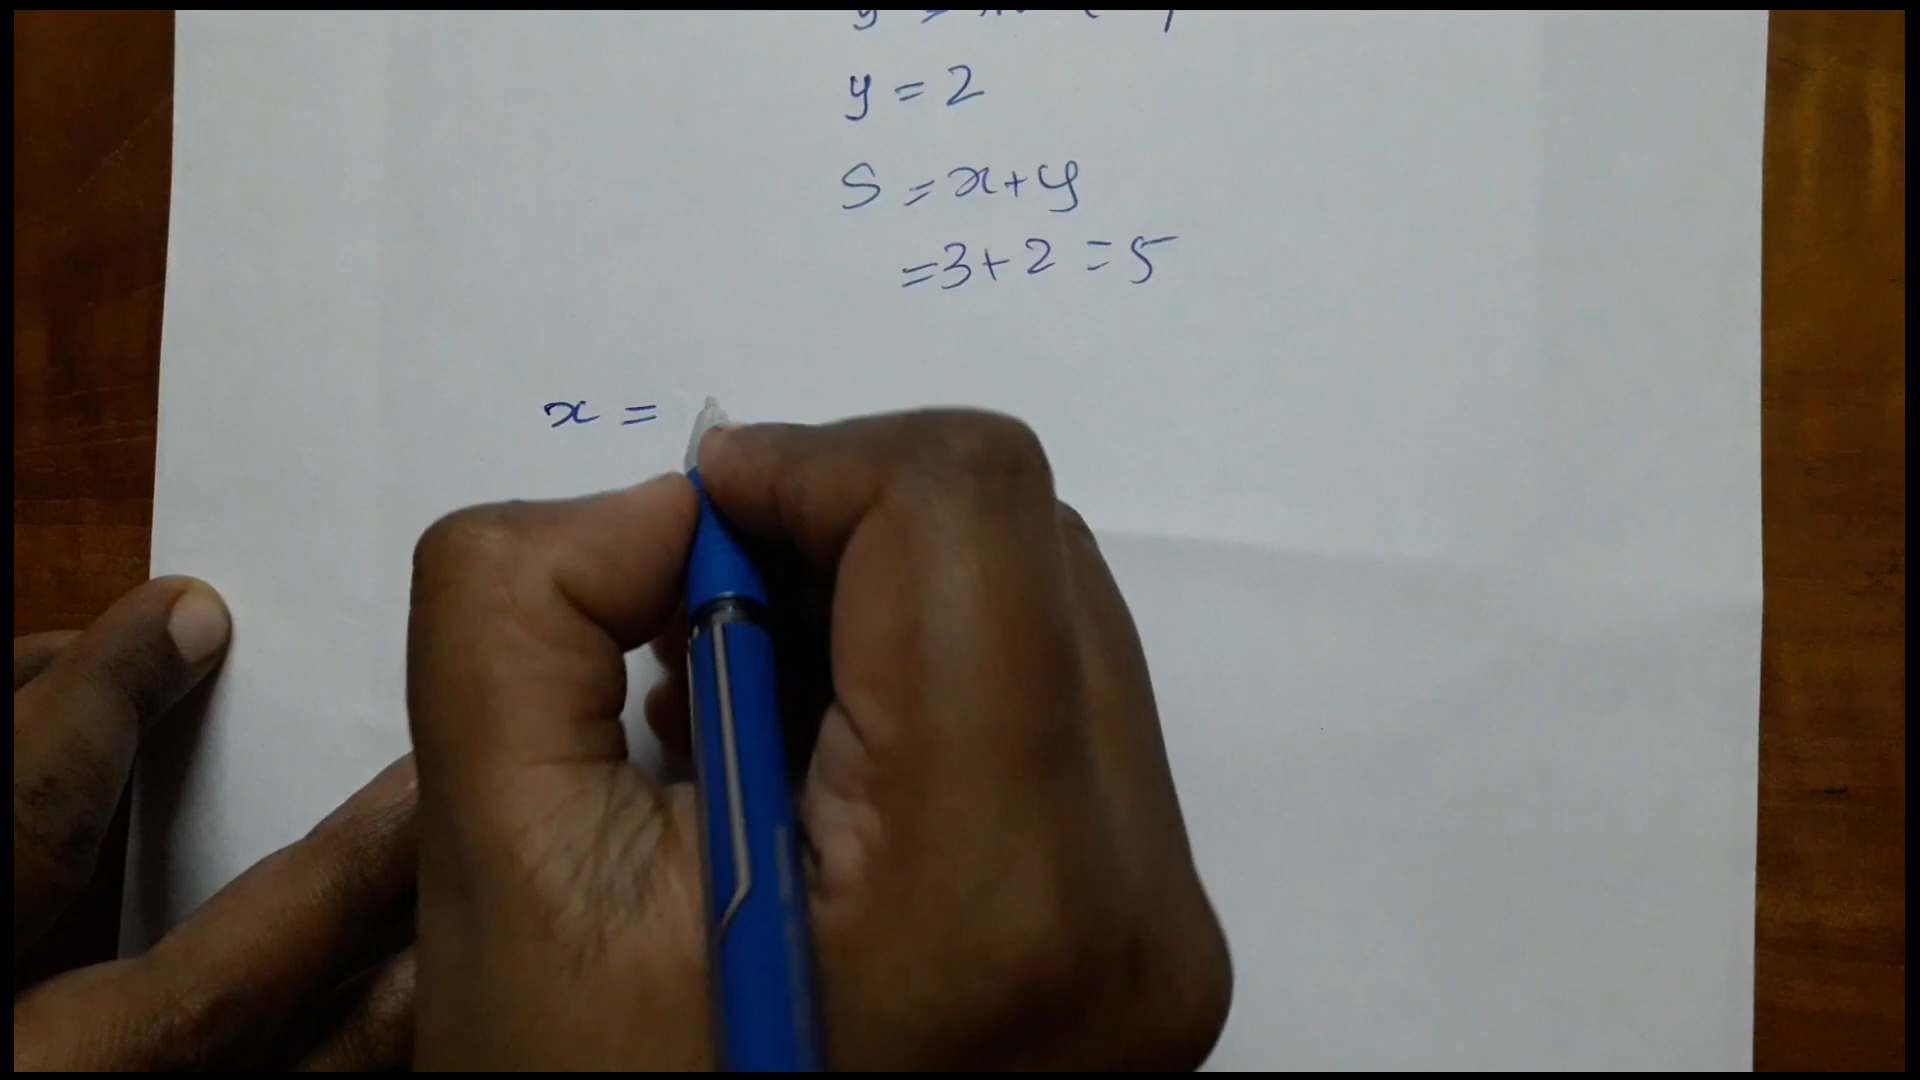 y = 2
S = x+y
=3+2 =5
x =